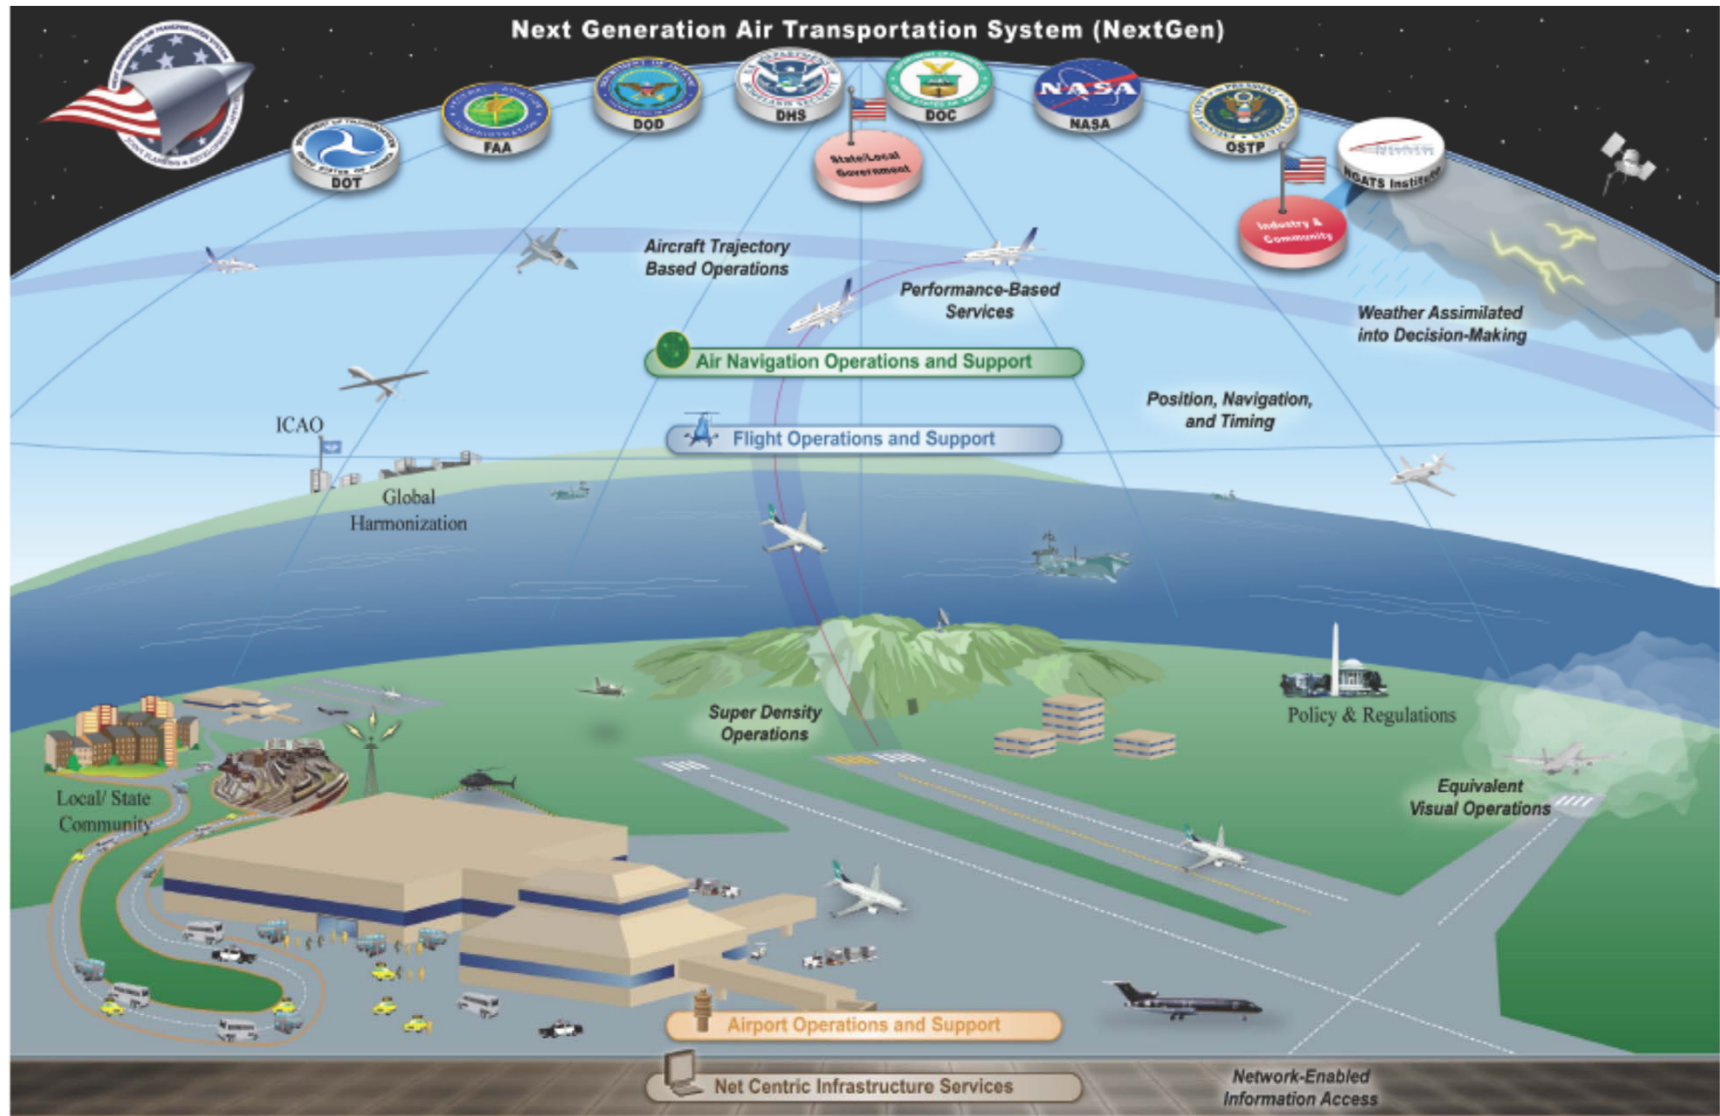 Next Generation Air Transportation System (NextGen)
DOT
FAA
DOD
DHS
DOC
NASA
NASA
OSTP
NGATS Institute
State/Local
Government
Industry &
Community
Aircraft Trajectory
Based Operations
Performance-Based
Services
Weather Assimilated
into Decision-Making
Air Navigation Operations and Support
Position, Navigation,
and Timing
ICAO
Flight Operations and Support
Global
Harmonization
Super Density
Operations
Policy & Regulations
Local/ State
Community
Equivalent
Visual Operations
Airport Operations and Support
Net Centric Infrastructure Services
Network-Enabled
Information Access